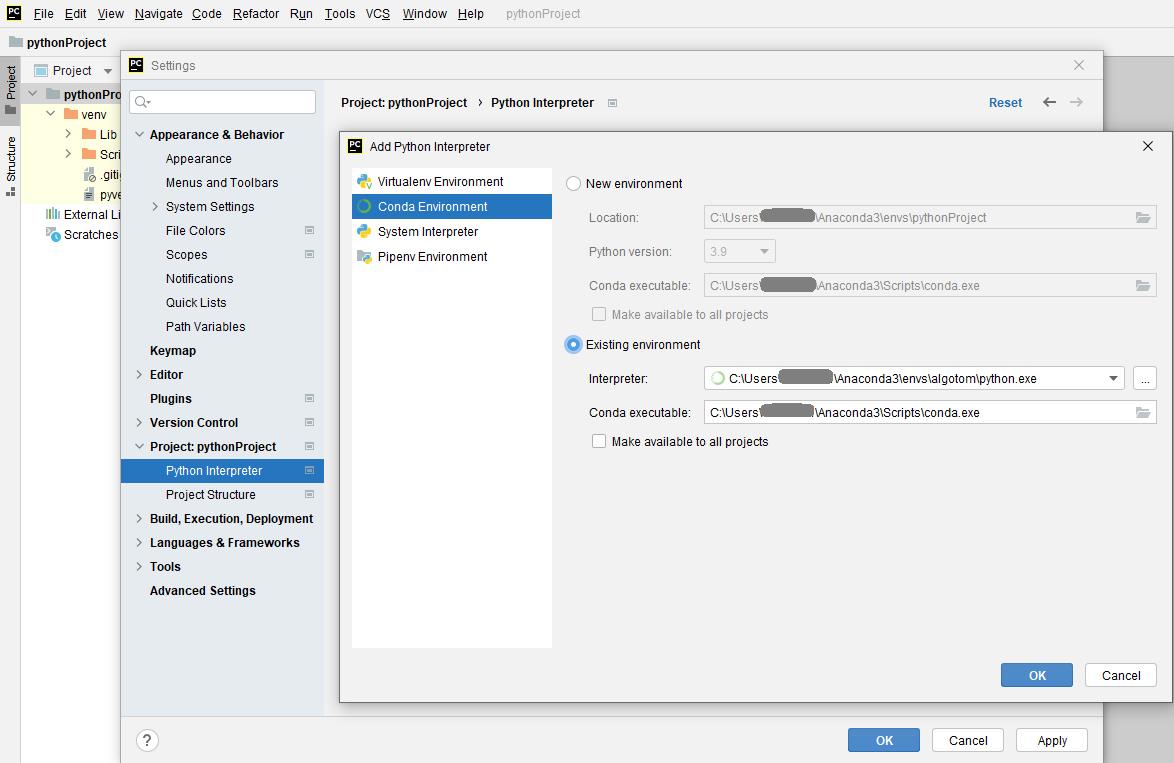 PC File Edit View Navigate Code Refactor Run Tools VCS Window Help pythonProject
pythonProject
Project
Structure
Project
pythonPro
venv
Lib
Scri
.giti
pyve
External Li
Scratches
PC Settings
Appearance & Behavior
Appearance
Menus and Toolbars
System Settings
File Colors
Scopes
Notifications
Quick Lists
Path Variables
Keymap
Editor
Plugins
Version Control
Project: pythonProject
Python Interpreter
Project Structure
Build, Execution, Deployment
Languages & Frameworks
Tools
Advanced Settings
Project: pythonProject › Python Interpreter
Reset
PC Add Python Interpreter
Virtualenv Environment
Conda Environment
System Interpreter
Pipenv Environment
New environment
Location: C:\Users\ \Anaconda3\envs\pythonProject
Python version: 3.9
Conda executable: C:\Users\ \Anaconda3\Scripts\conda.exe
Make available to all projects
Existing environment
Interpreter: C:\Users\ \Anaconda3\envs\algotom\python.exe ...
Conda executable: C:\Users\ \Anaconda3\Scripts\conda.exe
Make available to all projects
OK Cancel
? OK Cancel Apply